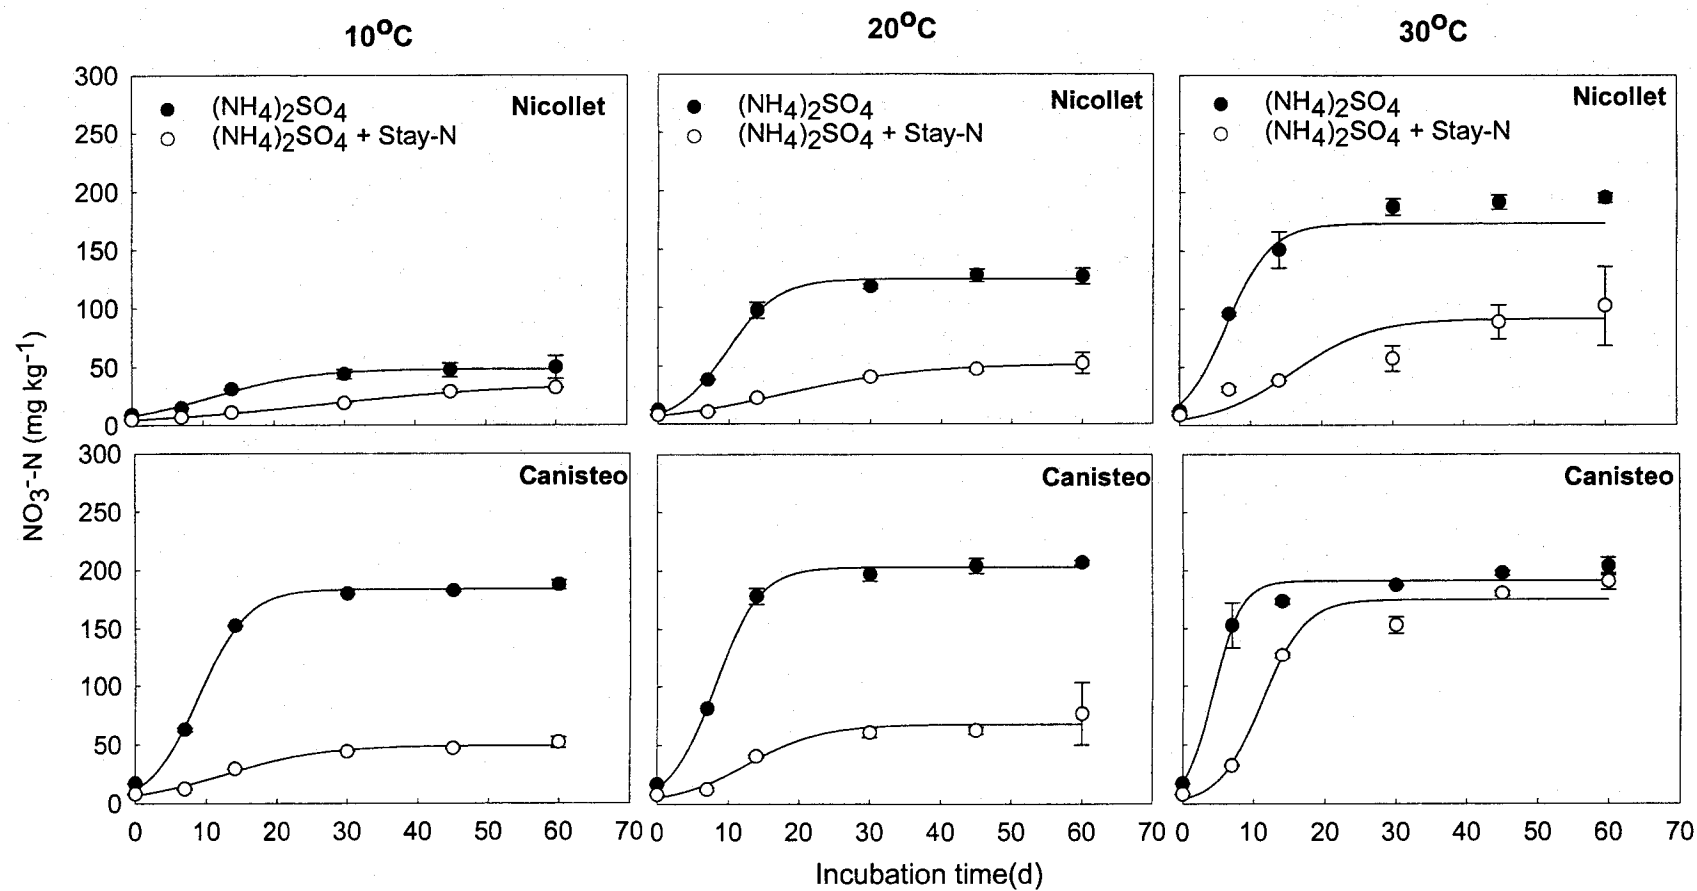 10°C 20°C 30°C
300
250
200
150
100
50
0
(NH4)2SO4 Nicollet
(NH4)2SO4 + Stay-N
(NH4)2SO4 Nicollet
(NH4)2SO4 + Stay-N
(NH4)2SO4 Nicollet
(NH4)2SO4 + Stay-N
NO3--N (mg kg-1)
300
250
200
150
100
50
0
Canisteo
Canisteo
Canisteo
0 10 20 30 40 50 60 70
0 10 20 30 40 50 60
0 10 20 30 40 50 60 70
Incubation time(d)